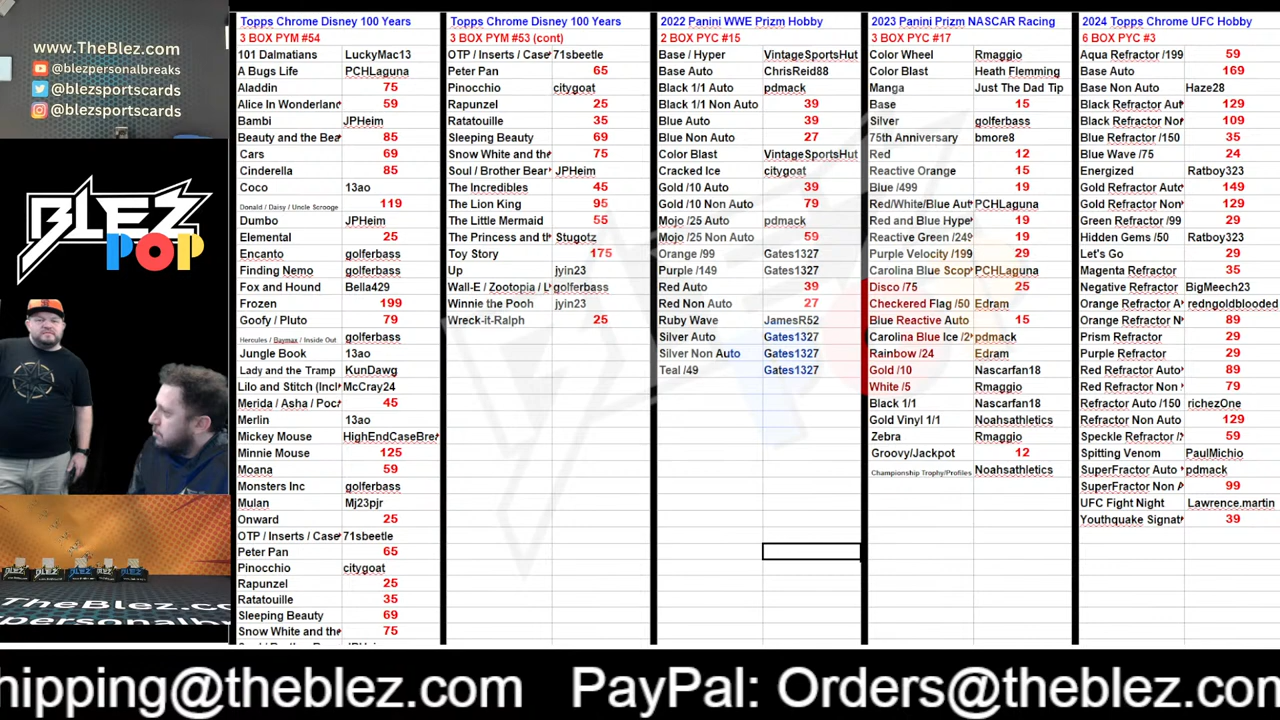 www.TheBlez.com
@blezpersonalbreaks
@blezsportscards
BLEZ
POP
TheBlez.co
Topps Chrome Disney 100 Years
3 BOX PYM #54
101 Dalmatians LuckyMac13
A Bugs Life PCHLaguna
Aladdin 75
Alice In Wonderlan 59
Bambi JPHeim
Beauty and the Bea 85
Cars 69
Cinderella 85
Coco 13ao
Donald / Daisy / Uncle Scrooge 119
Dumbo JPHeim
Elemental 25
Encanto golferbass
Finding Nemo golferbass
Fox and Hound Bella429
Frozen 199
Goofy / Pluto 79
Hercules / Baymax / Inside Out golferbass
Jungle Book 13ao
Lady and the Tramp KunDawg
Lilo and Stitch (Incl McCray24
Merida / Asha / Poc 45
Merlin 13ao
Mickey Mouse HighEndCaseBre
Minnie Mouse 125
Moana 59
Monsters Inc golferbass
Mulan Mj23pjr
Onward 25
OTP / Inserts / Case 71sbeetle
Peter Pan 65
Pinocchio citygoat
Rapunzel 25
Ratatouille 35
Sleeping Beauty 69
Snow White and the 75
Topps Chrome Disney 100 Years
3 BOX PYM #53 (cont)
OTP / Inserts / Case 71sbeetle
Peter Pan 65
Pinocchio citygoat
Rapunzel 25
Ratatouille 35
Sleeping Beauty 69
Snow White and the 75
Soul / Brother Bear JPHeim
The Incredibles 45
The Lion King 95
The Little Mermaid 55
The Princess and th Stugotz
Toy Story 175
Up jyin23
Wall-E / Zootopia / L golferbass
Winnie the Pooh jyin23
Wreck-it-Ralph 25
2022 Panini WWE Prizm Hobby
2 BOX PYC #15
Base / Hyper VintageSportsHut
Base Auto ChrisReid88
Black 1/1 Auto pdmack
Black 1/1 Non Auto 39
Blue Auto 39
Blue Non Auto 27
Color Blast VintageSportsHut
Cracked Ice citygoat
Gold /10 Auto 39
Gold /10 Non Auto 79
Mojo /25 Auto pdmack
Mojo /25 Non Auto 59
Orange /99 Gates1327
Purple /149 Gates1327
Red Auto 39
Red Non Auto 27
Ruby Wave JamesR52
Silver Auto Gates1327
Silver Non Auto Gates1327
Teal /49 Gates1327
2023 Panini Prizm NASCAR Racing
3 BOX PYC #17
Color Wheel Rmaggio
Color Blast Heath Flemming
Manga Just The Dad Tip
Base 15
Silver golferbass
75th Anniversary bmore8
Red 12
Reactive Orange 15
Blue /499 19
Red/White/Blue Aut PCHLaguna
Red and Blue Hype 19
Reactive Green /249 19
Purple Velocity /199 29
Carolina Blue Scop PCHLaguna
Disco /75 25
Checkered Flag /50 Edram
Blue Reactive Auto 15
Carolina Blue Ice /2 pdmack
Rainbow /24 Edram
Gold /10 Nascarfan18
White /5 Rmaggio
Black 1/1 Nascarfan18
Gold Vinyl 1/1 Noahsathletics
Zebra Rmaggio
Groovy/Jackpot 12
Championship Trophy/Profiles Noahsathletics
2024 Topps Chrome UFC Hobby
6 BOX PYC #3
Aqua Refractor /199 59
Base Auto 169
Base Non Auto Haze28
Black Refractor Aut 129
Black Refractor Nor 109
Blue Refractor /150 35
Blue Wave /75 24
Energized Ratboy323
Gold Refractor Auto 149
Gold Refractor Non 129
Green Refractor /99 29
Hidden Gems /50 Ratboy323
Let's Go 29
Magenta Refractor 35
Negative Refractor BigMeech23
Orange Refractor A redngoldblooded
Orange Refractor N 89
Prism Refractor 29
Purple Refractor 29
Red Refractor Auto 89
Red Refractor Non 79
Refractor Auto /150 richezOne
Refractor Non Auto 129
Speckle Refractor / 59
Spitting Venom PaulMichio
SuperFractor Auto pdmack
SuperFractor Non A 99
UFC Fight Night Lawrence.martin
Youthquake Signat 39
hipping@theblez.com PayPal: Orders@theblez.com